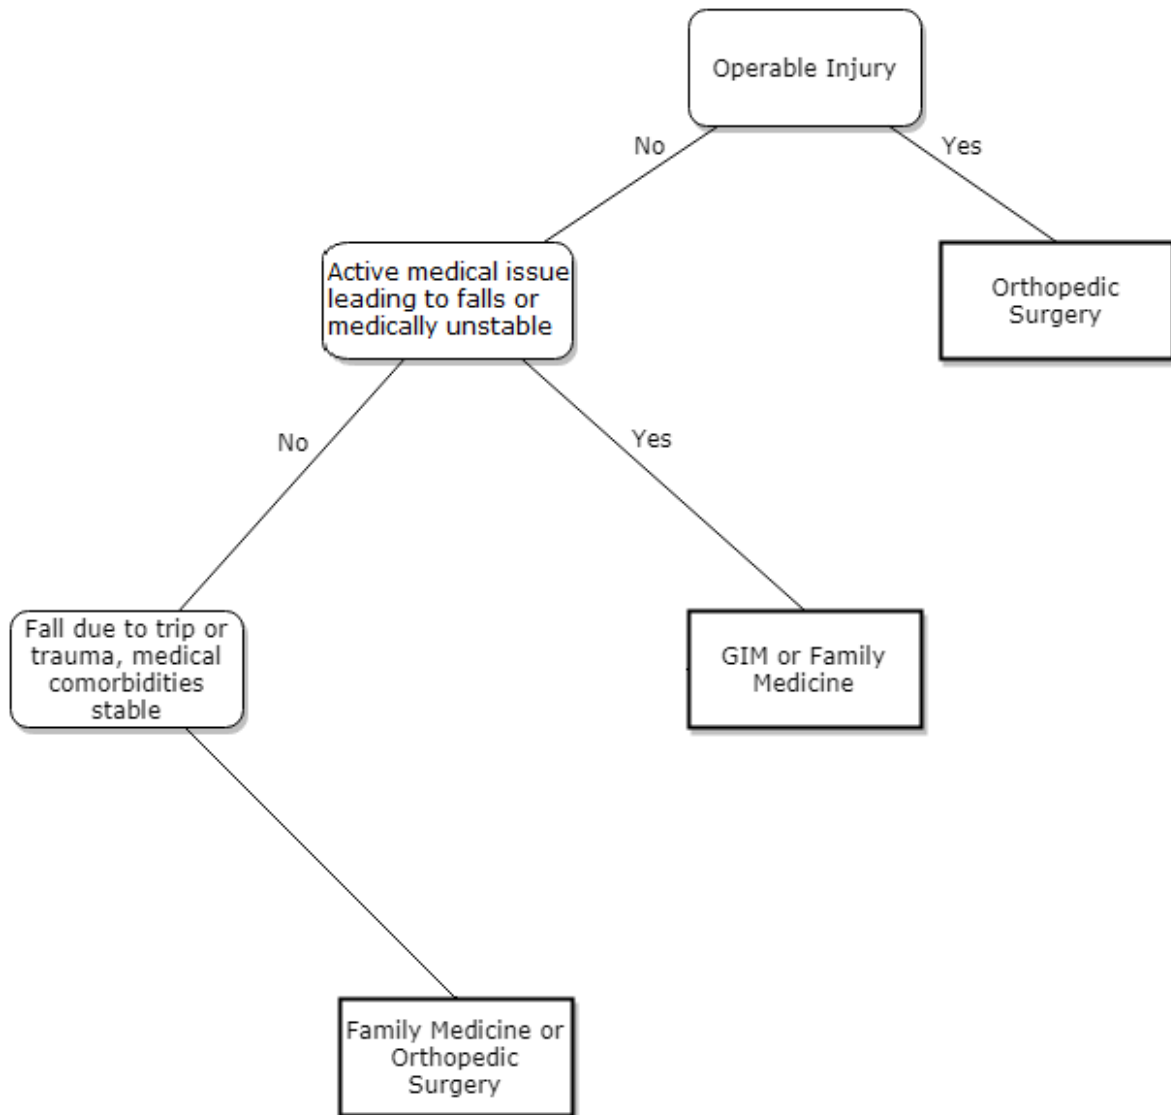 Operable Injury
No
Yes
Active medical issue
leading to falls or
medically unstable
Orthopedic
Surgery
No
Yes
Fall due to trip or
trauma, medical
comorbidities
stable
GIM or Family
Medicine
Family Medicine or
Orthopedic
Surgery